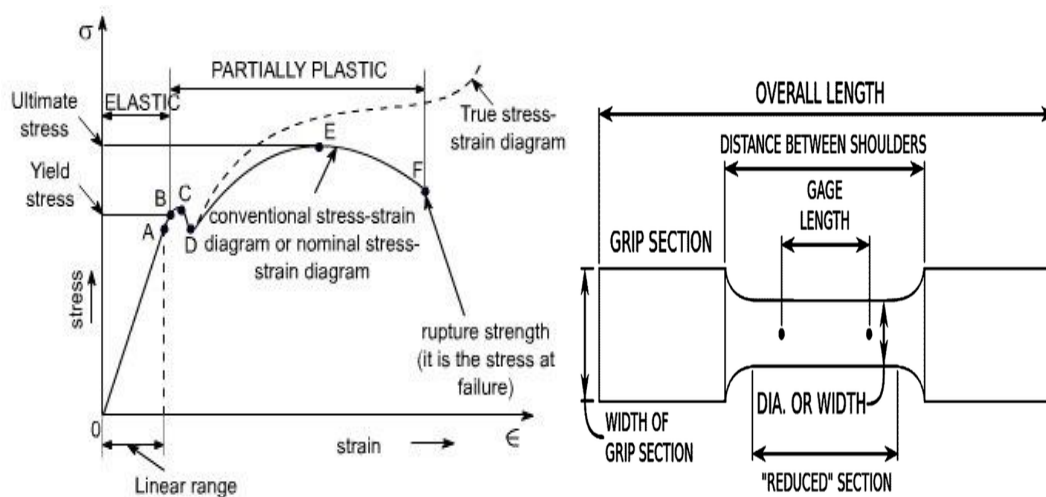 σ
PARTIALLY PLASTIC
ELASTIC
Ultimate
stress
True stress-
strain diagram
E
Yield
stress
B
C
F
A
D
conventional stress-strain
diagram or nominal stress-
strain diagram
stress
rupture strength
(it is the stress at
failure)
0
strain
ϵ
Linear range
OVERALL LENGTH
DISTANCE BETWEEN SHOULDERS
GAGE
LENGTH
GRIP SECTION
DIA. OR WIDTH
WIDTH OF
GRIP SECTION
"REDUCED" SECTION